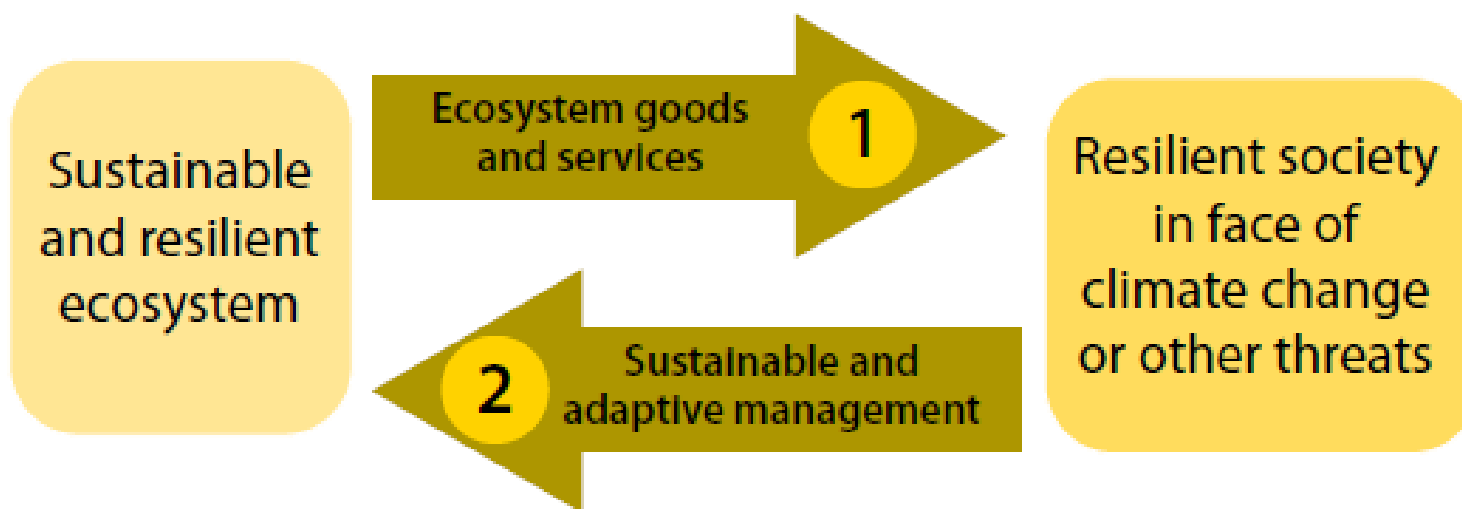 Sustainable
and resilient
ecosystem
Ecosystem goods
and services
1
Resilient society
in face of
climate change
or other threats
2
Sustainable and
adaptive management